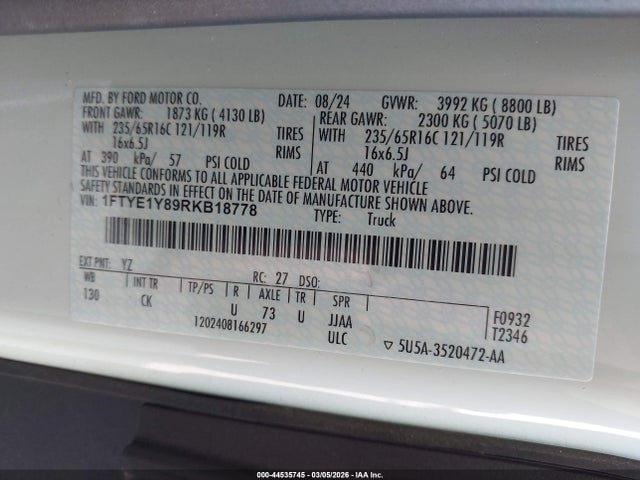 MFD. BY FORD MOTOR CO. DATE: 08/24 GVWR: 3992 KG ( 8800 LB)
FRONT GAWR: 1873 KG ( 4130 LB) REAR GAWR: 2300 KG ( 5070 LB)
WITH 235/65R16C 121/119R TIRES WITH 235/65R16C 121/119R TIRES
16x6.5J RIMS 16x6.5J RIMS
AT 390 kPa/ 57 PSI COLD AT 440 kPa/ 64 PSI COLD
THIS VEHICLE CONFORMS TO ALL APPLICABLE FEDERAL MOTOR VEHICLE
SAFETY STANDARDS IN EFFECT ON THE DATE OF MANUFACTURE SHOWN ABOVE.
VIN: 1FTYE1Y89RKB18778 TYPE: Truck
EXT PNT: YZ RC: 27 DSO:
WB INT TR TP/PS R AXLE TR SPR
130 CK U 73 U JJAA
1202408166297 ULC
F0932
T2346
5U5A-3520472-AA
000-44535745 - 03/05/2026 - IAA Inc.